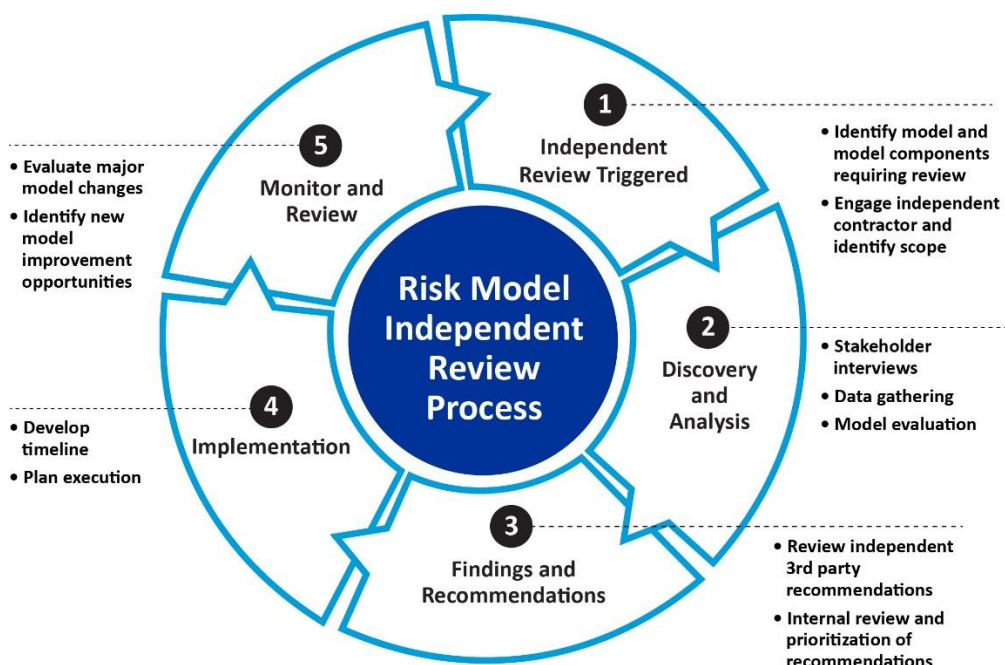 Risk Model
Independent
Review
Process
1
Independent
Review Triggered
• Identify model and
model components
requiring review
• Engage independent
contractor and
identify scope
2
Discovery
and
Analysis
• Stakeholder
interviews
• Data gathering
• Model evaluation
3
Findings and
Recommendations
• Review independent
3rd party
recommendations
• Internal review and
prioritization of
recommendations
4
Implementation
• Develop
timeline
• Plan execution
5
Monitor and
Review
• Evaluate major
model changes
• Identify new
model
improvement
opportunities